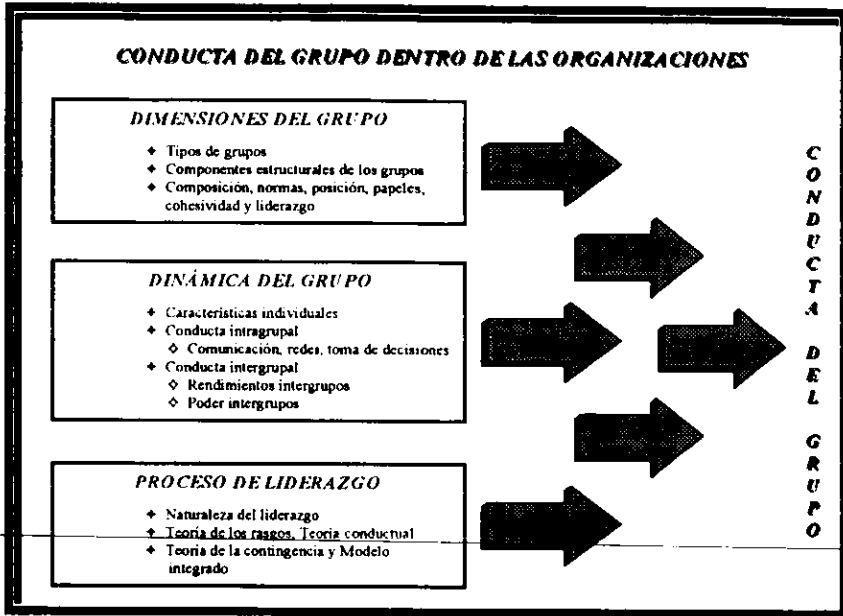 CONDUCTA DEL GRUPO DENTRO DE LAS ORGANIZACIONES
DIMENSIONES DEL GRUPO
Tipos de grupos
Componentes estructurales de los grupos
Composición, normas, posición, papeles,
cohesividad y liderazgo
DINÁMICA DEL GRUPO
Características individuales
Conducta intragrupal
Comunicación, redes, toma de decisiones
Conducta intergrupal
Rendimientos intergrupos
Poder intergrupos
PROCESO DE LIDERAZGO
Naturaleza del liderazgo
Teoría de los rasgos, Teoría conductual
Teoría de la contingencia y Modelo
integrado
CONDUCTA DEL GRUPO